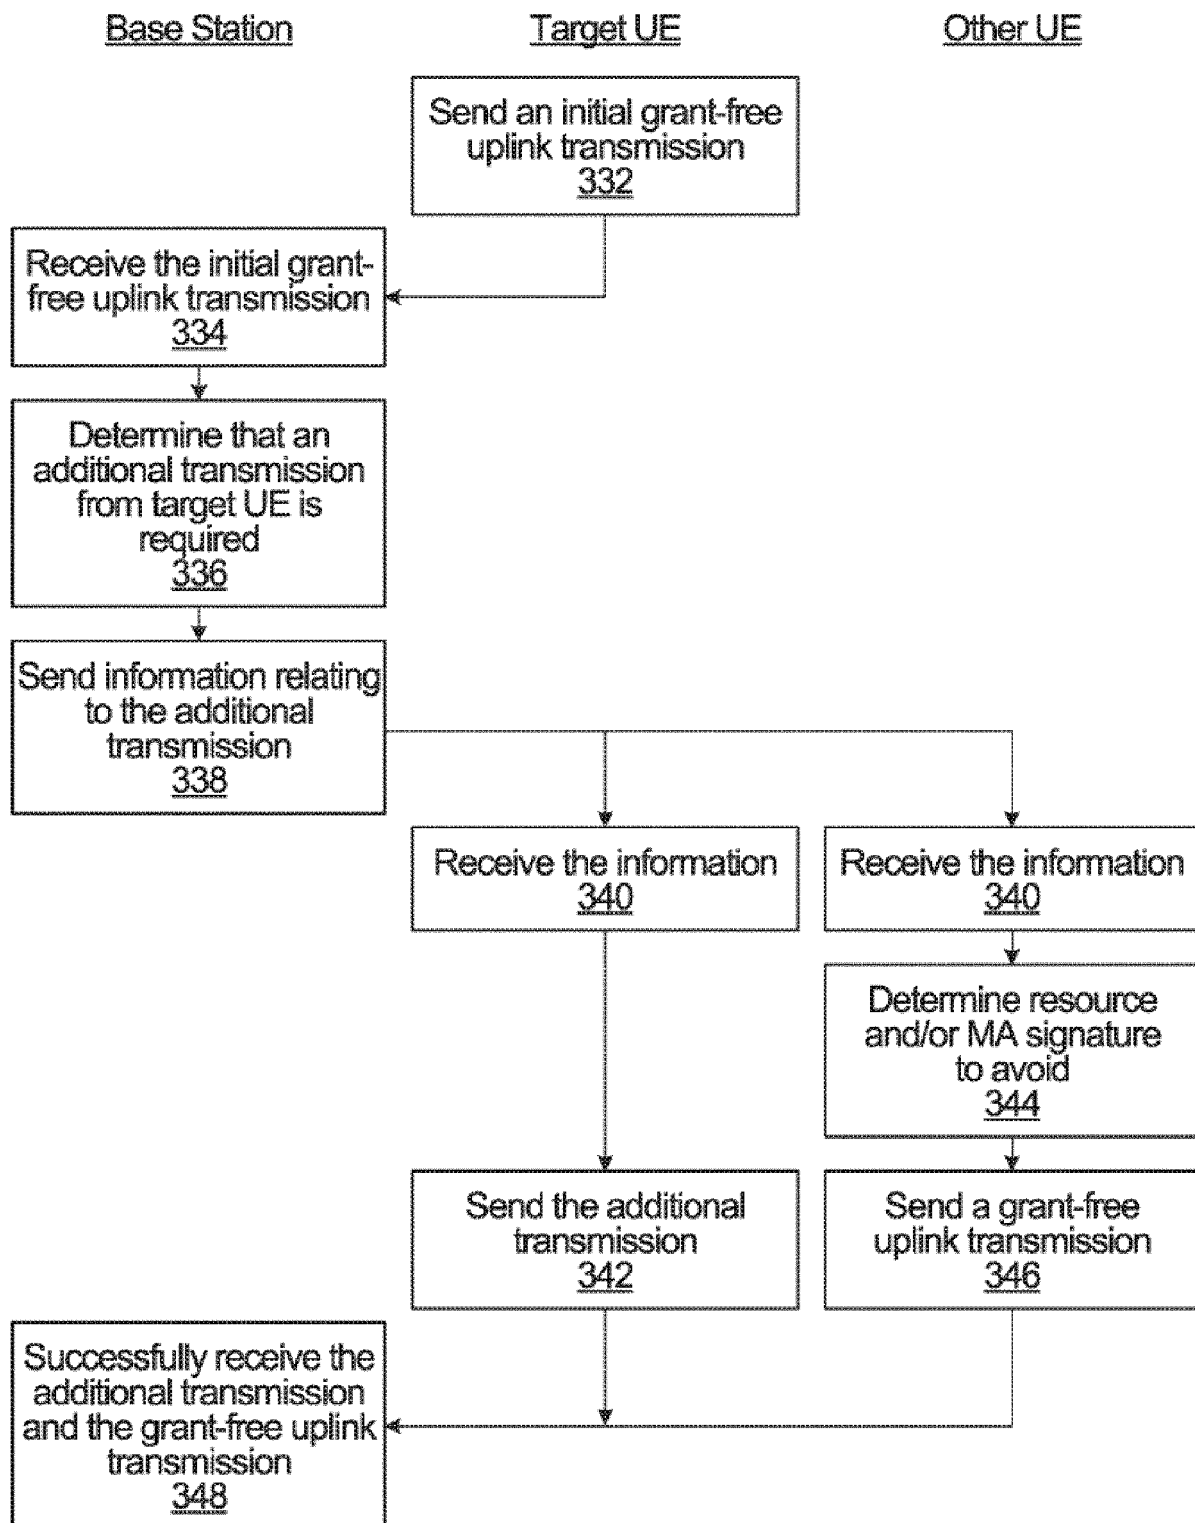 Base Station
Target UE
Other UE
Send an initial grant-free
uplink transmission
332
Receive the initial grant-
free uplink transmission
334
Determine that an
additional transmission
from target UE is
required
336
Send information relating
to the additional
transmission
338
Receive the information
340
Receive the information
340
Determine resource
and/or MA signature
to avoid
344
Send the additional
transmission
342
Send a grant-free
uplink transmission
346
Successfully receive the
additional transmission
and the grant-free uplink
transmission
348